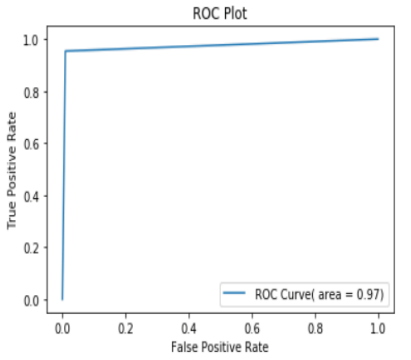 ROC Plot
1.0
0.8
0.6
0.4
0.2
0.0
True Positive Rate
ROC Curve( area = 0.97)
0.0 0.2 0.4 0.6 0.8 1.0
False Positive Rate